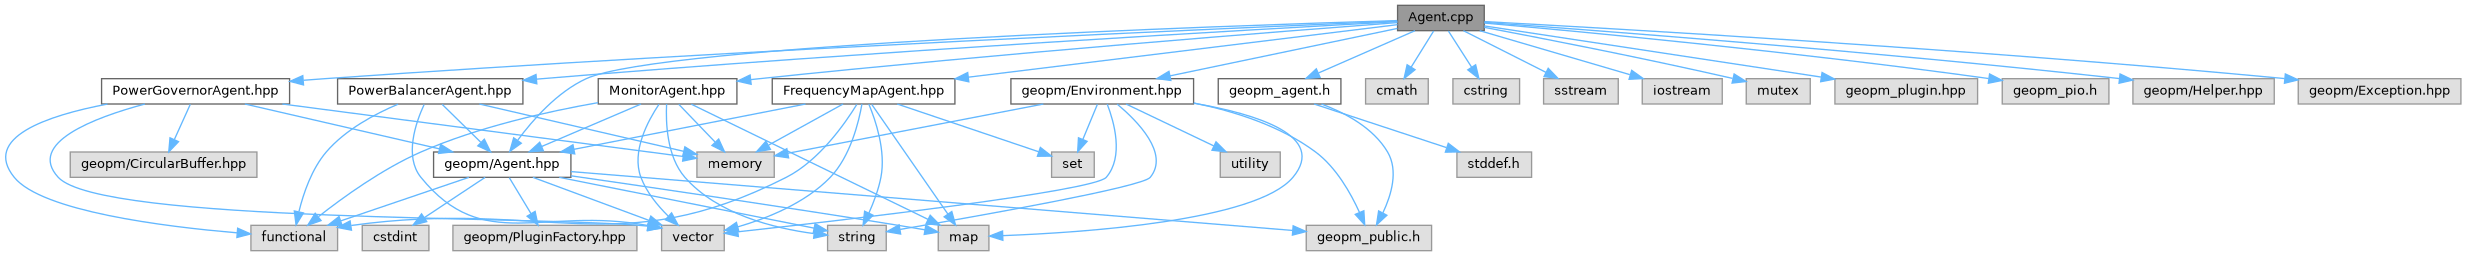 Agent.cpp
PowerGovernorAgent.hpp
PowerBalancerAgent.hpp
MonitorAgent.hpp
FrequencyMapAgent.hpp
geopm/Environment.hpp
geopm_agent.h
cmath
cstring
sstream
iostream
mutex
geopm_plugin.hpp
geopm_pio.h
geopm/Helper.hpp
geopm/Exception.hpp
geopm/CircularBuffer.hpp
geopm/Agent.hpp
memory
set
utility
stddef.h
functional
cstdint
geopm/PluginFactory.hpp
vector
string
map
geopm_public.h